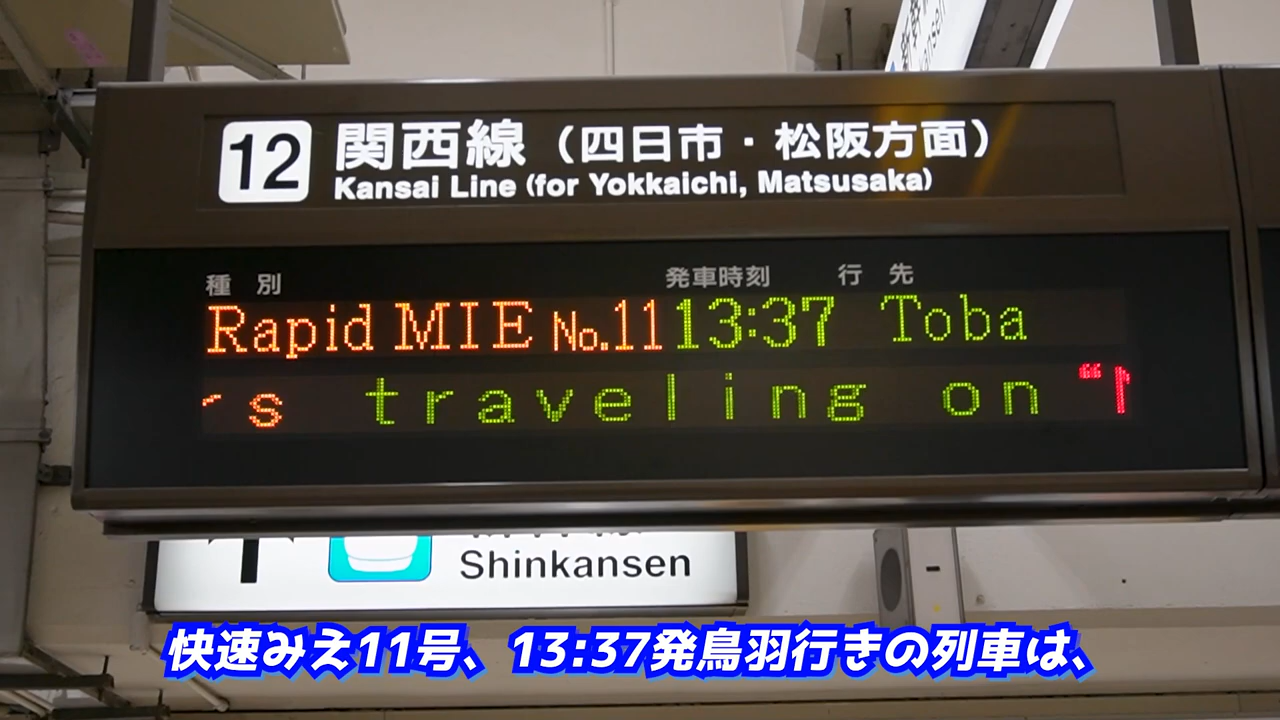 12 関西線（四日市・松阪方面）
Kansai Line (for Yokkaichi, Matsusaka)
種 別 発車時刻 行 先
Rapid MIE No.11 13:37 Toba
s traveling on "
Shinkansen
快速みえ11号、13:37発鳥羽行きの列車は、